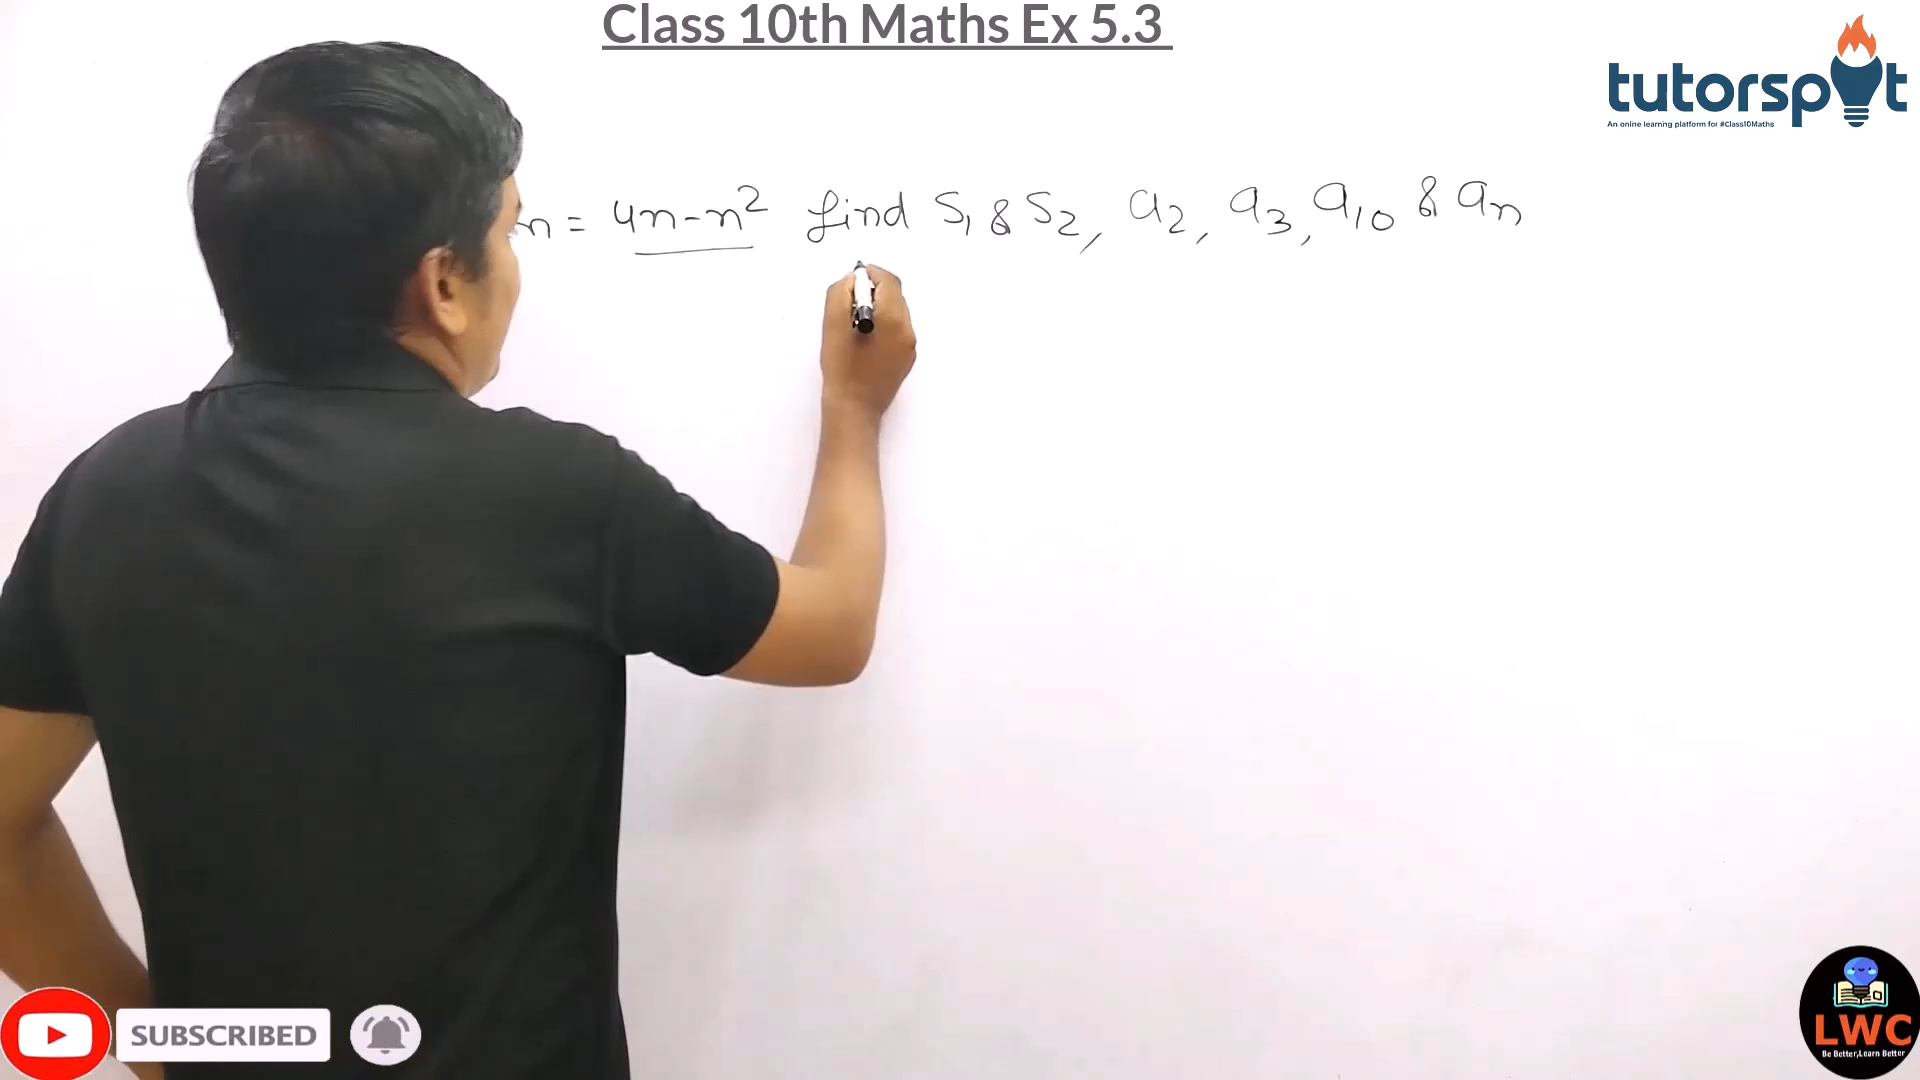 Class 10th Maths Ex 5.3
tutorspot
An online learning platform for #Class10Maths
n = 4n-n² find S₁ & S₂, a₂, a₃, a₁₀ & aₙ
SUBSCRIBED
LWC
Be Better,Learn Better